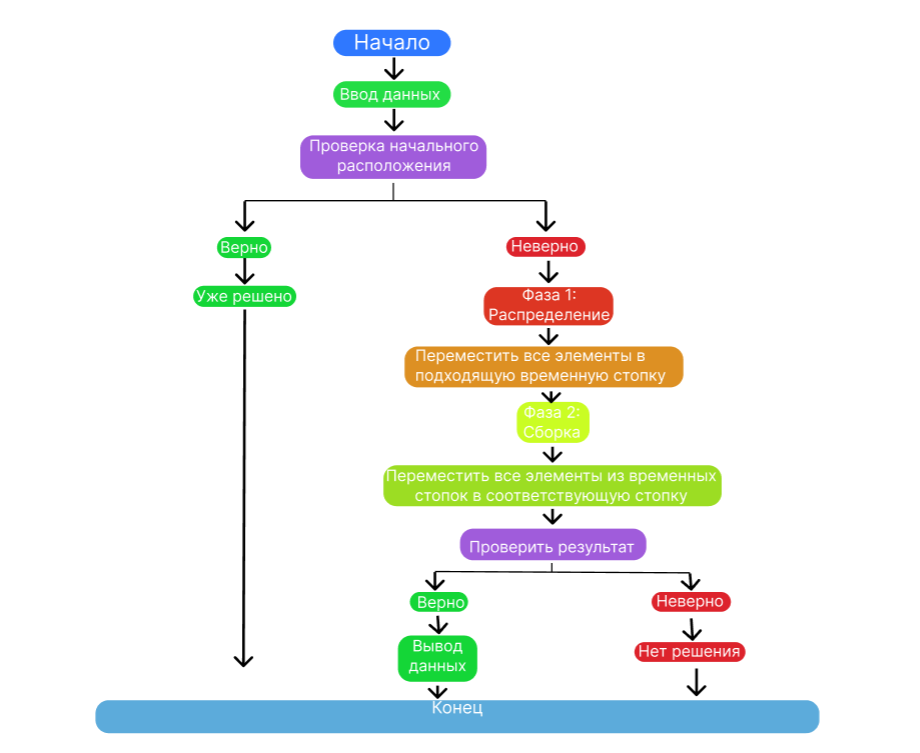 Начало
Ввод данных
Проверка начального
расположения
Верно
Неверно
Уже решено
Фаза 1:
Распределение
Переместить все элементы в
подходящую временную стопку
Фаза 2:
Сборка
Переместить все элементы из временных
стопок в соответствующую стопку
Проверить результат
Верно
Неверно
Вывод
данных
Нет решения
Конец